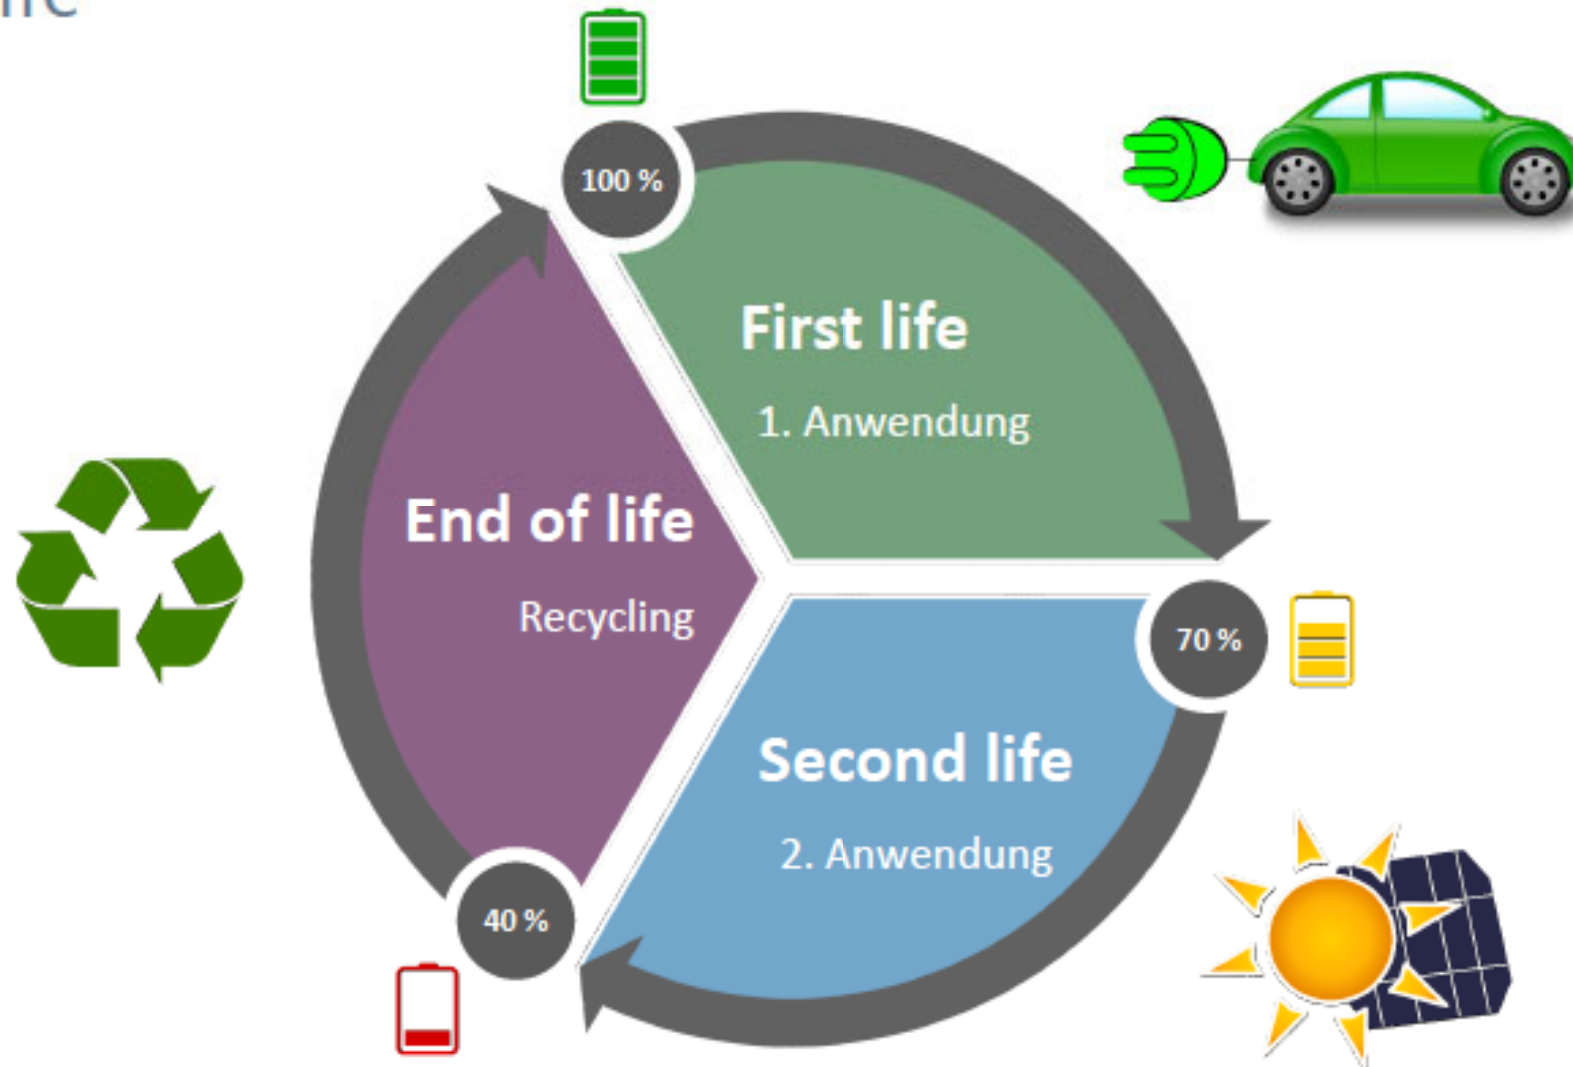 100 %
First life
1. Anwendung
End of life
Recycling
70 %
Second life
2. Anwendung
40 %